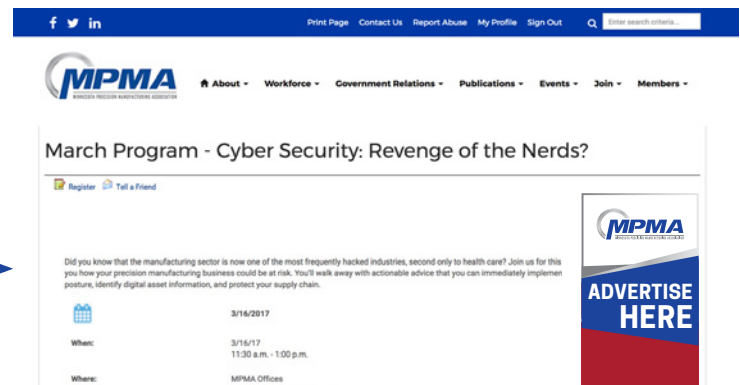 Print Page Contact Us Report Abuse My Profile Sign Out Enter search criteria...
MPMA
MINNESOTA PRECISION MANUFACTURING ASSOCIATION
About Workforce Government Relations Publications Events Join Members
March Program - Cyber Security: Revenge of the Nerds?
Register Tell a Friend
MPMA
Did you know that the manufacturing sector is now one of the most frequently hacked industries, second only to health care? Join us for this
you how your precision manufacturing business could be at risk. You'll walk away with actionable advice that you can immediately implemen
posture, identify digital asset information, and protect your supply chain.
ADVERTISE
HERE
3/16/2017
When: 3/16/17
11:30 a.m. - 1:00 p.m.
Where: MPMA Offices